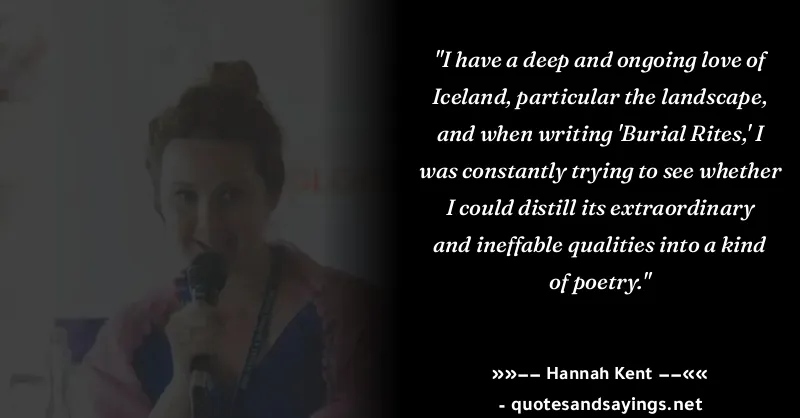 "I have a deep and ongoing love of
Iceland, particular the landscape,
and when writing 'Burial Rites,' I
was constantly trying to see whether
I could distill its extraordinary
and ineffable qualities into a kind
of poetry."
»»−− Hannah Kent −−««
- quotesandsayings.net